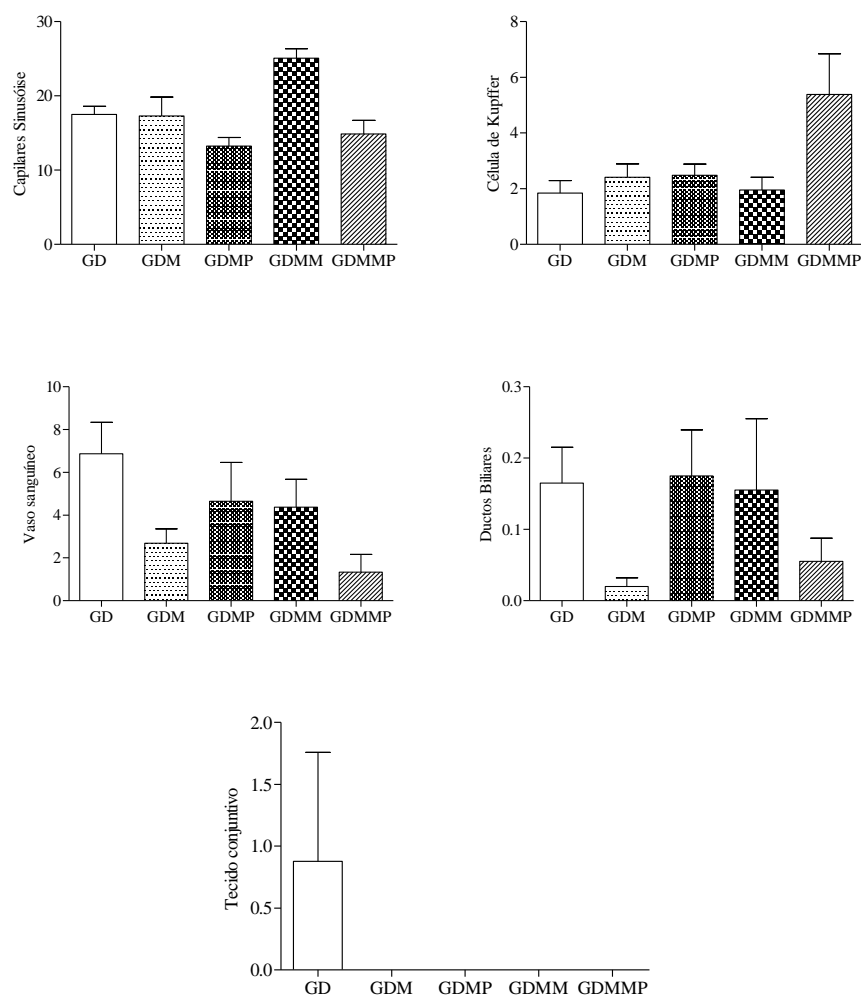 30
20
10
0
Capilares Sinusóise
GD GDM GDMP GDMM GDMMP
8
6
4
2
0
Célula de Kupffer
GD GDM GDMP GDMM GDMMP
10
8
6
4
2
0
Vaso sanguíneo
GD GDM GDMP GDMM GDMMP
0.3
0.2
0.1
0.0
Ductos Biliares
GD GDM GDMP GDMM GDMMP
2.0
1.5
1.0
0.5
0.0
Tecido conjuntivo
GD GDM GDMP GDMM GDMMP